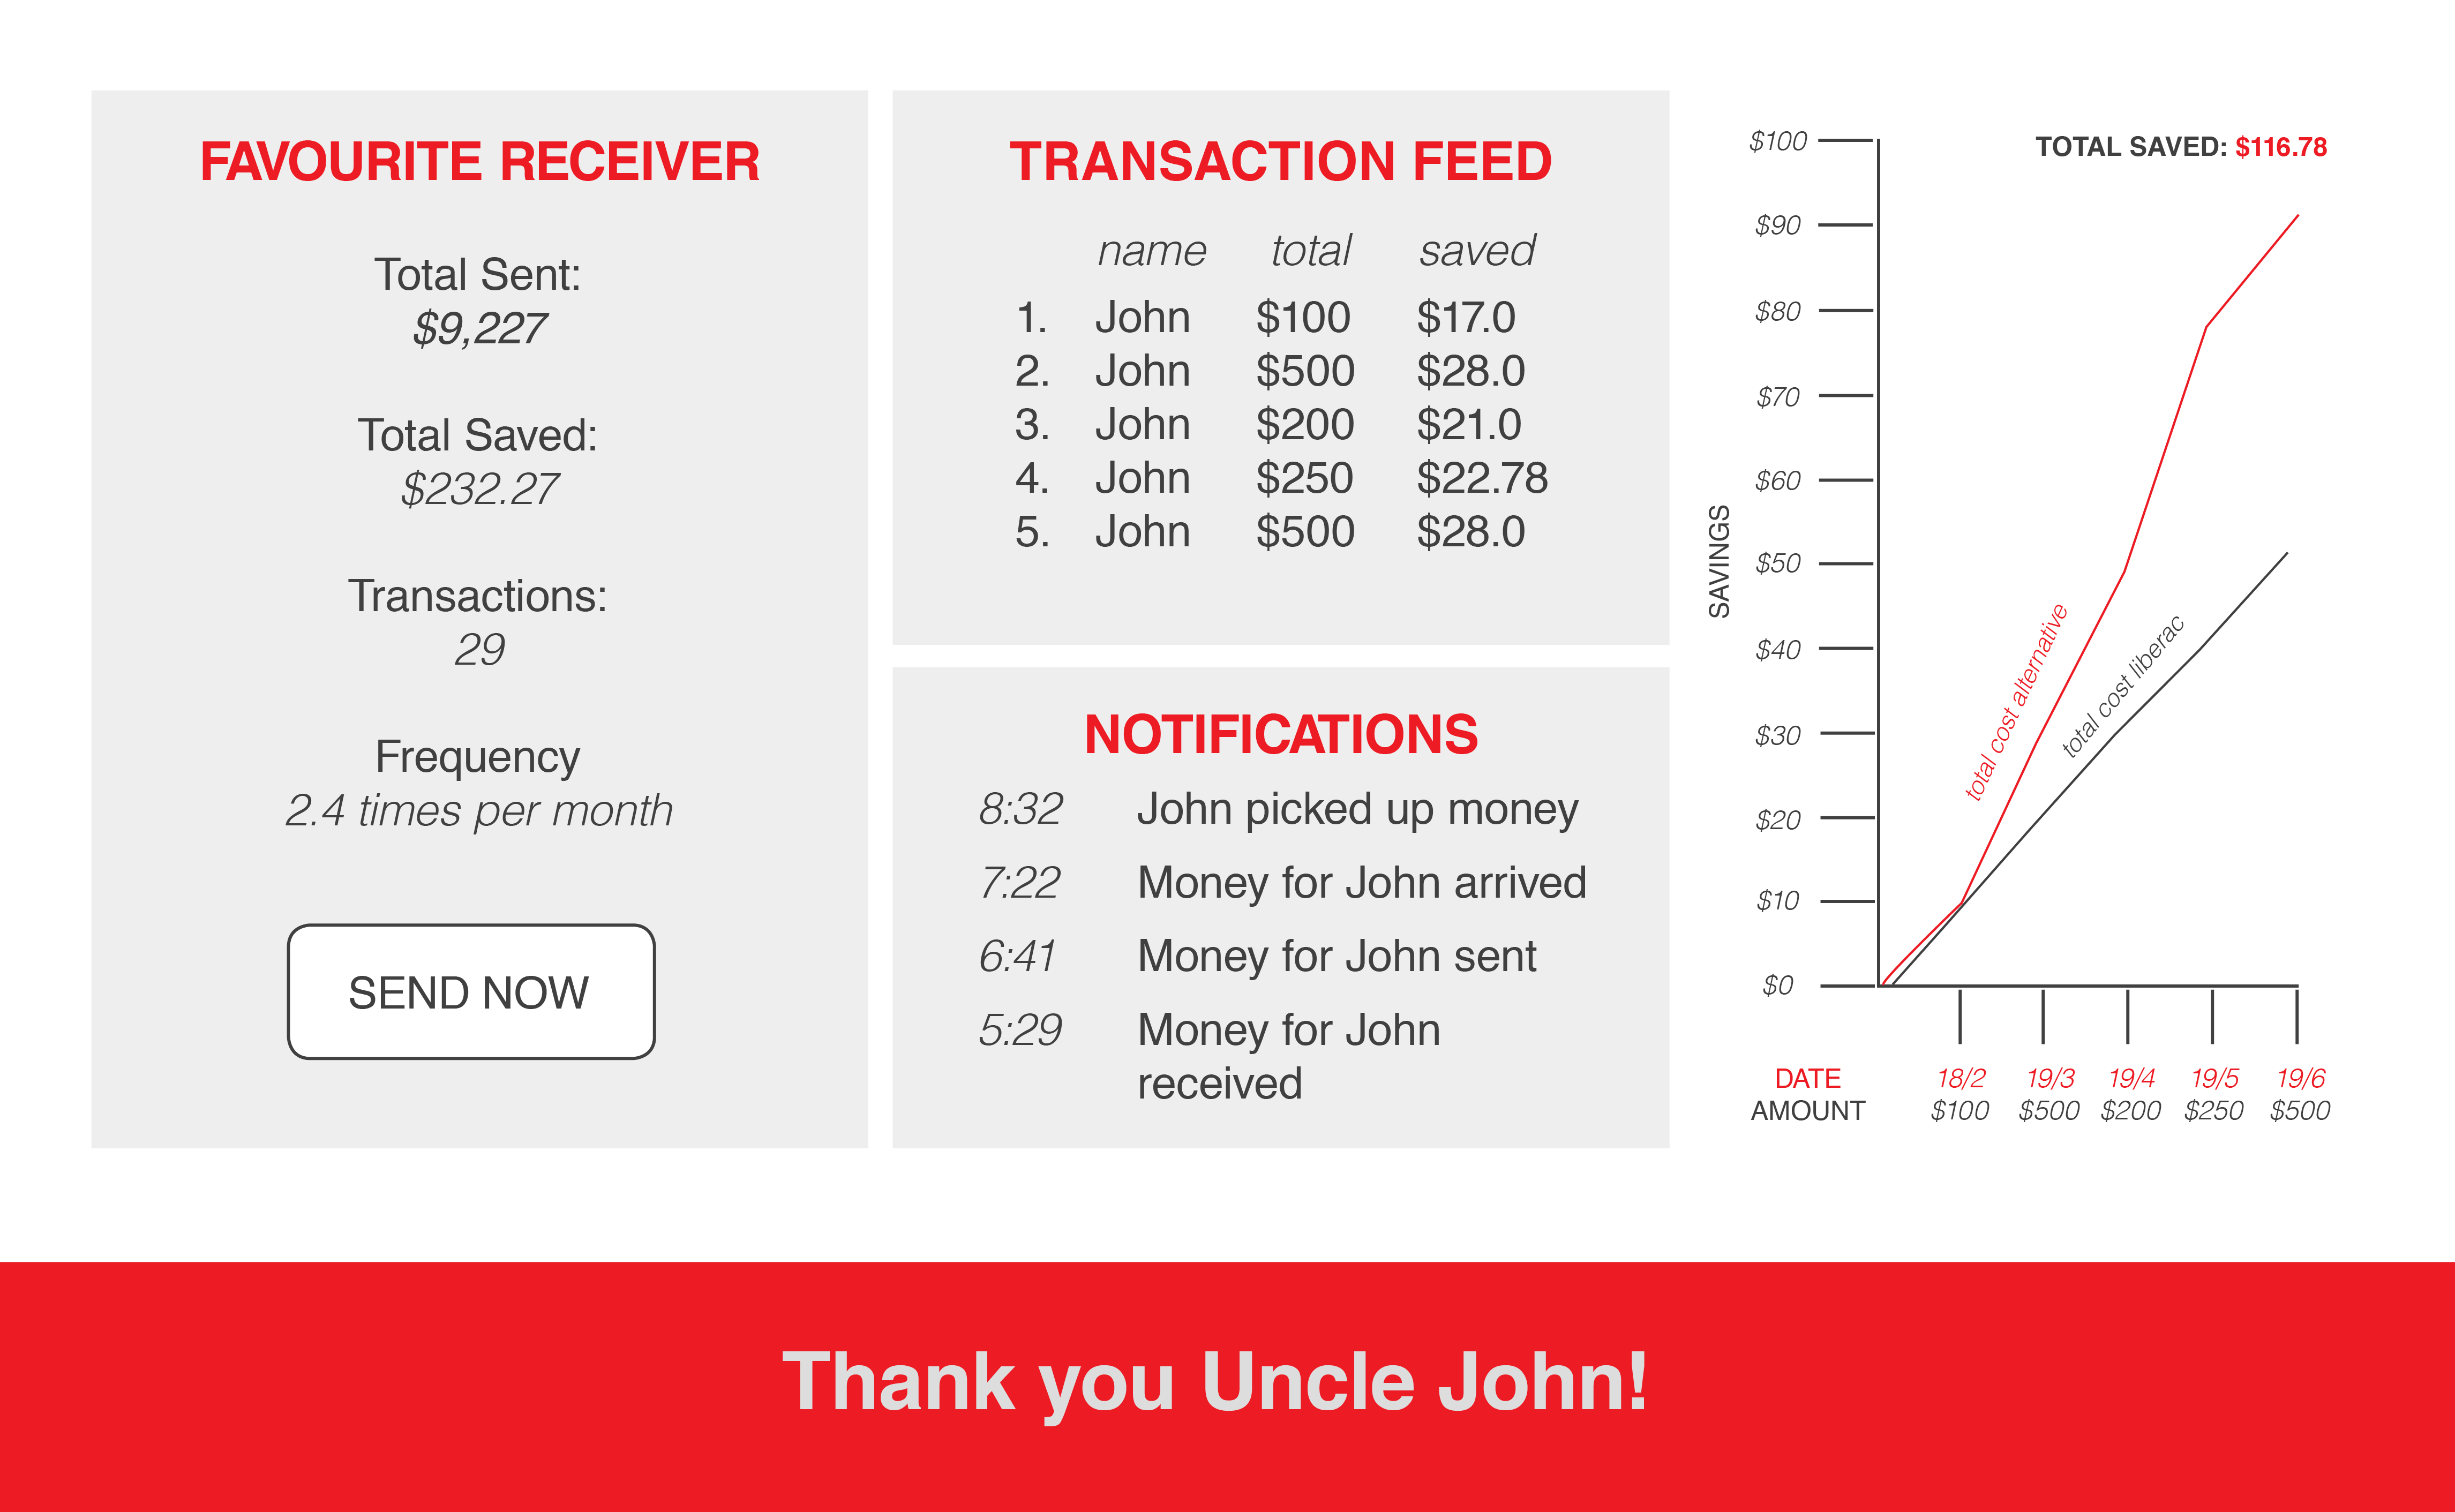 FAVOURITE RECEIVER
Total Sent:
$9,227
Total Saved:
$232.27
Transactions:
29
Frequency
2.4 times per month
SEND NOW
TRANSACTION FEED
name total saved
1. John $100 $17.0
2. John $500 $28.0
3. John $200 $21.0
4. John $250 $22.78
5. John $500 $28.0
NOTIFICATIONS
8:32 John picked up money
7:22 Money for John arrived
6:41 Money for John sent
5:29 Money for John
received
TOTAL SAVED: $116.78
SAVINGS
$100
$90
$80
$70
$60
$50
$40
$30
$20
$10
$0
total cost alternative
total cost liberac
DATE 18/2 19/3 19/4 19/5 19/6
AMOUNT $100 $500 $200 $250 $500
Thank you Uncle John!